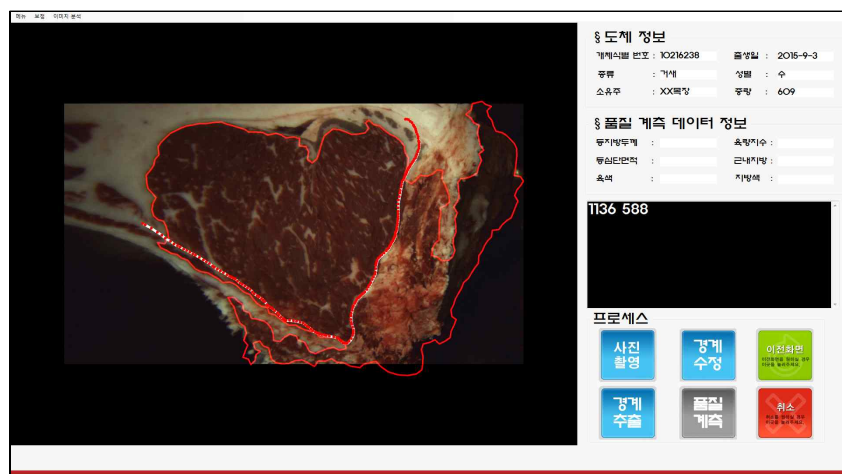 메뉴 보정 이미지 분석
§ 도체 정보
개체식별 번호 : 10216238 출생일 : 2015-9-3
종류 : 거세 성별 : 수
소유주 : XX목장 중량 : 609
§ 품질 계측 데이터 정보
등지방두께 : 육량지수 :
등심단면적 : 근내지방 :
육색 : 지방색 :
1136 588
프로세스
사진
촬영
경계
수정
이전화면
경계
추출
품질
계측
취소